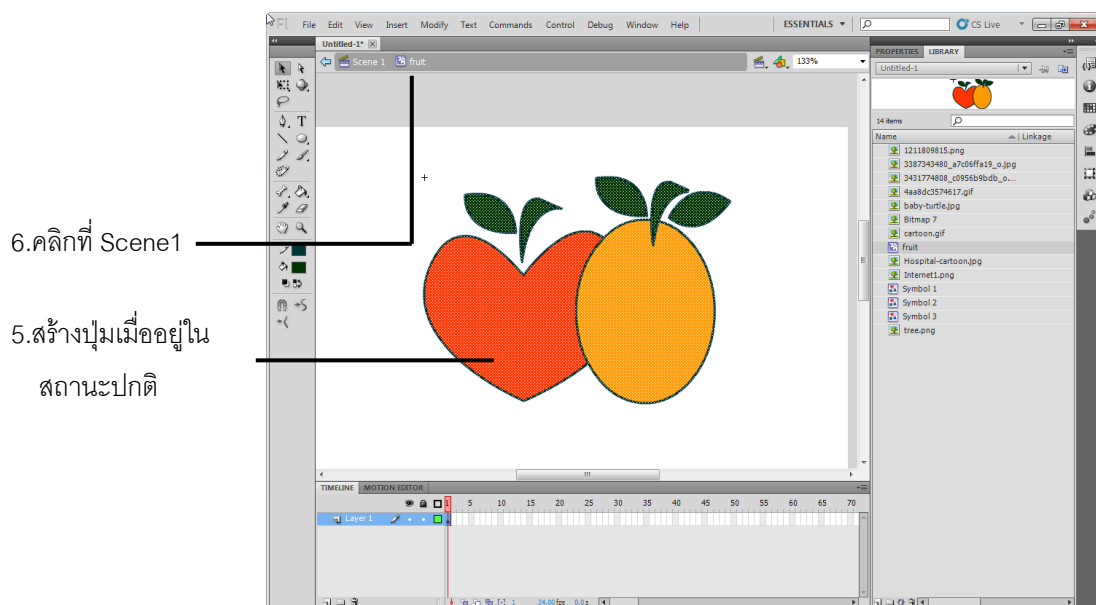 Fl File Edit View Insert Modify Text Commands Control Debug Window Help ESSENTIALS CS Live
Untitled-1*
Scene 1 fruit 133%
PROPERTIES LIBRARY
Untitled-1
14 items
Name Linkage
1211809815.png
3387343480_a7c06ffa19_o.jpg
3431774808_c0956b9bdb_o....
4aa8dc3574617.gif
baby-turtle.jpg
Bitmap 7
cartoon.gif
fruit
Hospital-cartoon.jpg
Internet1.png
Symbol 1
Symbol 2
Symbol 3
tree.png
6.คลิกที่ Scene1
5.สร้างปุ่มเมื่ออยู่ใน
สถานะปกติ
TIMELINE MOTION EDITOR
1 5 10 15 20 25 30 35 40 45 50 55 60 65 70
Layer 1
1 24.00 fps 0.0 s